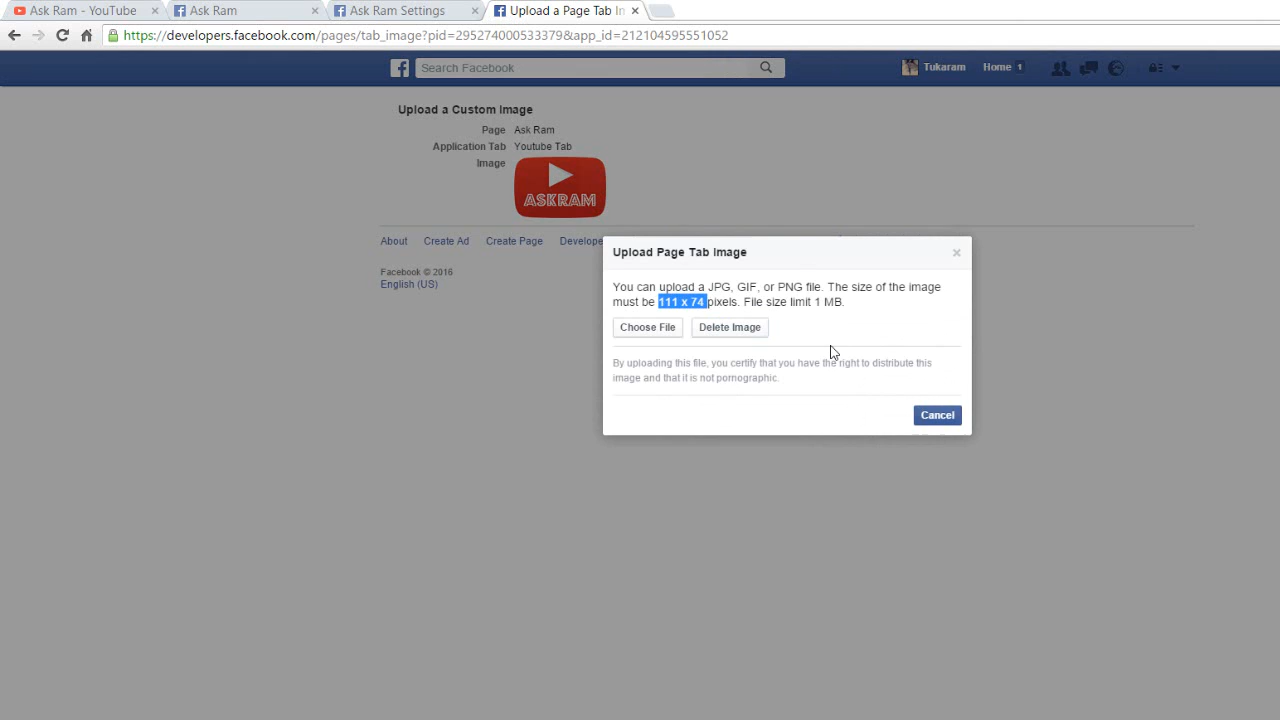 Ask Ram - YouTube
Ask Ram
Ask Ram Settings
Upload a Page Tab In
https://developers.facebook.com/pages/tab_image?pid=295274000533379&app_id=212104595551052
Search Facebook
Tukaram
Home 1
Upload a Custom Image
Page Ask Ram
Application Tab Youtube Tab
Image
ASKRAM
About Create Ad Create Page Develope
Facebook © 2016
English (US)
Upload Page Tab Image
You can upload a JPG, GIF, or PNG file. The size of the image
must be 111 x 74 pixels. File size limit 1 MB.
Choose File Delete Image
By uploading this file, you certify that you have the right to distribute this
image and that it is not pornographic.
Cancel